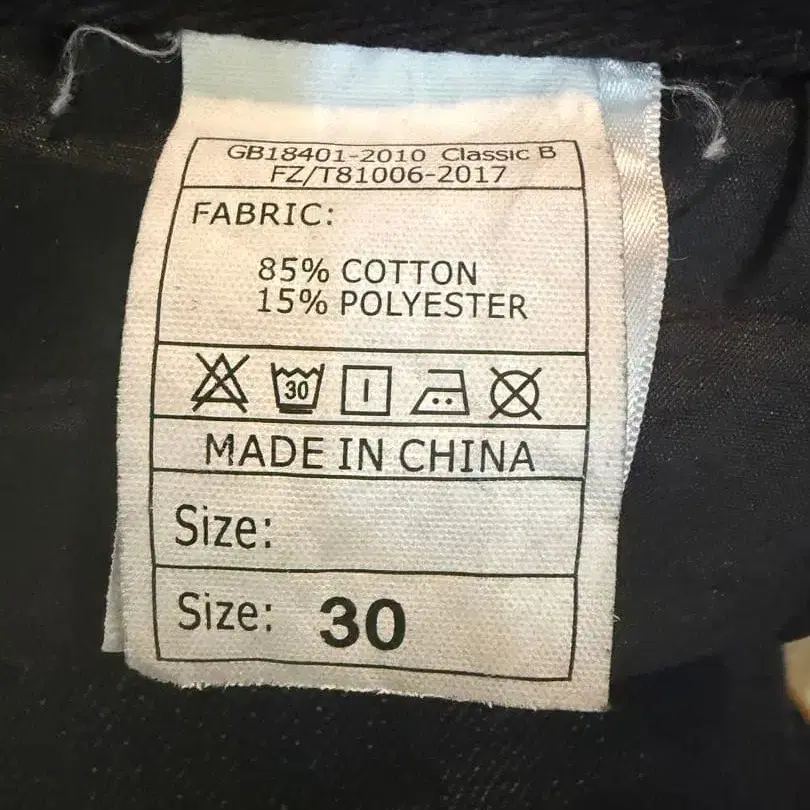 GB18401-2010 Classic B
FZ/T81006-2017
FABRIC:
85% COTTON
15% POLYESTER
30
MADE IN CHINA
Size:
Size: 30